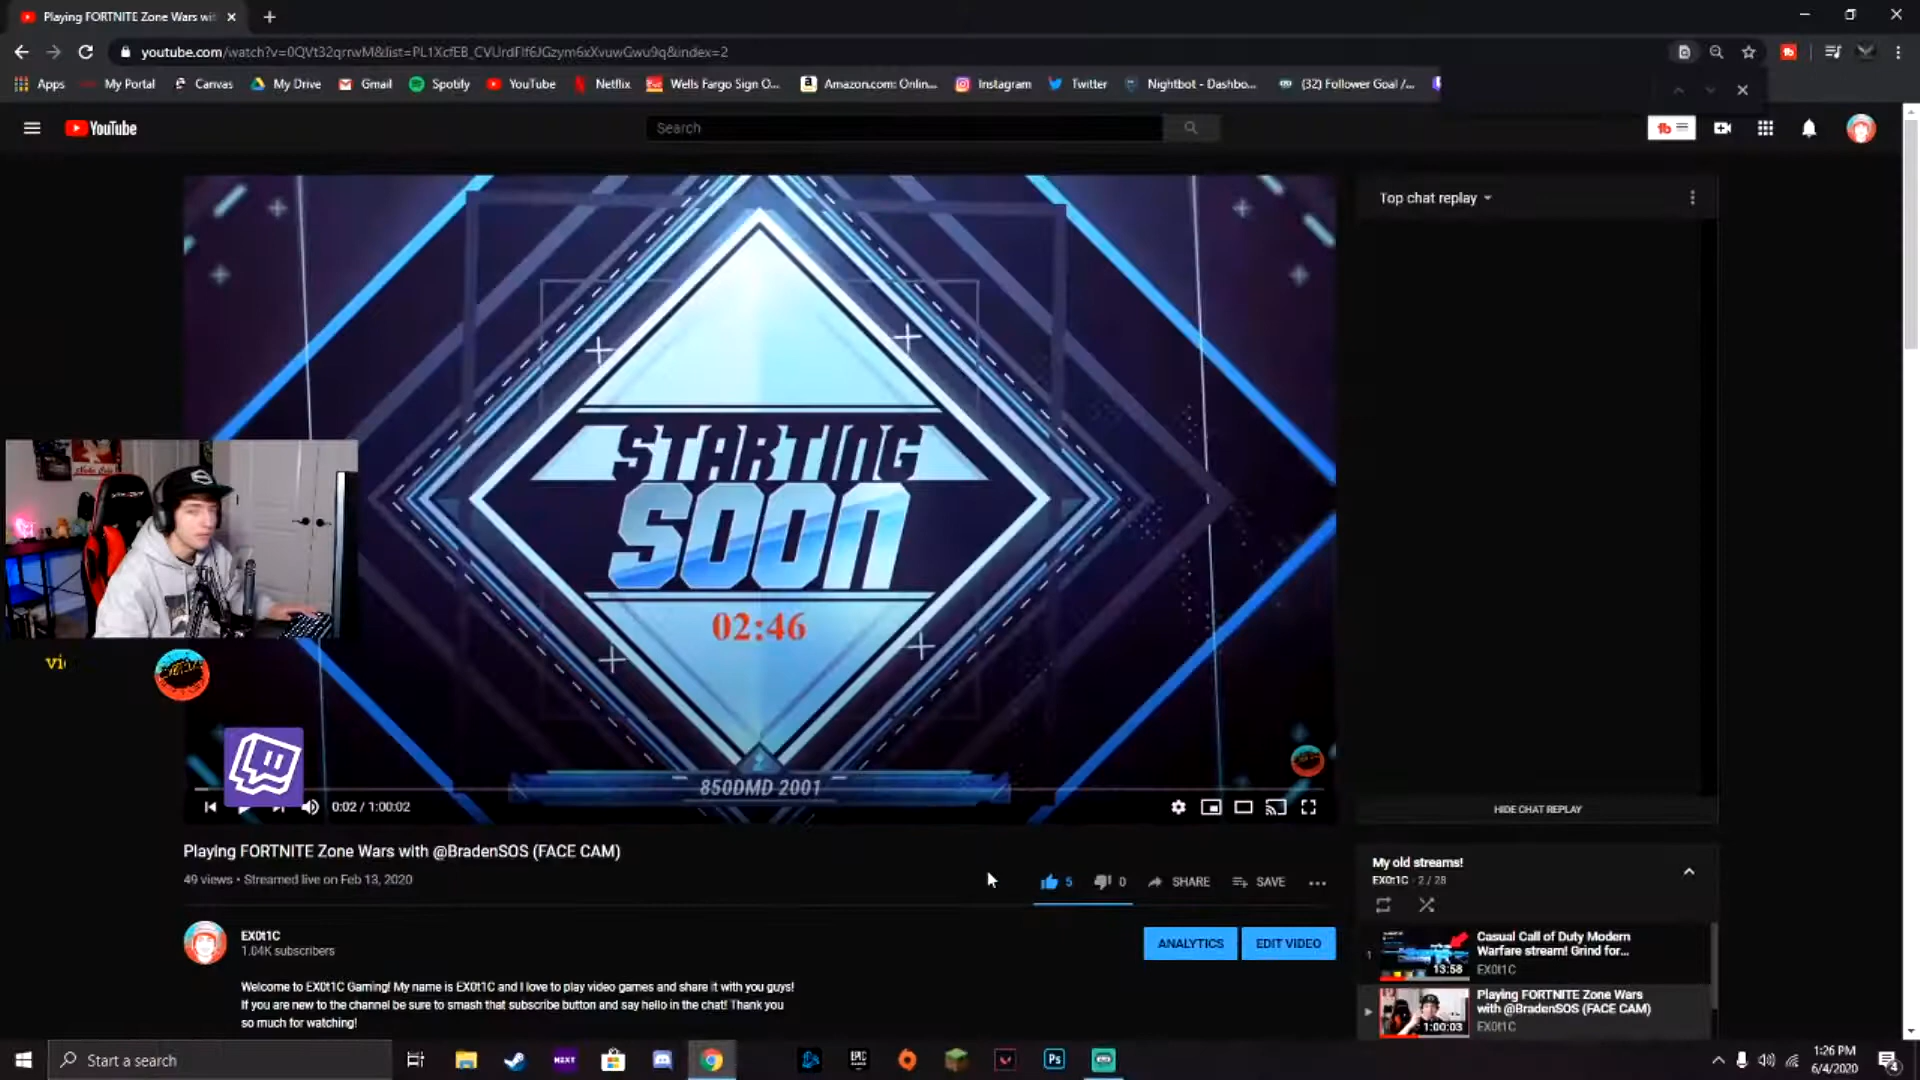 Playing FORTNITE Zone Wars wit
youtube.com/watch?v=0QVt32qrrwM&list=PL1XcfEB_CVUrdFlf6JGzym6xXvuwGwu9q&index=2
Apps My Portal Canvas My Drive Gmail Spotify YouTube Netflix Wells Fargo Sign O... Amazon.com: Onlin... Instagram Twitter Nightbot - Dashbo... (32) Follower Goal /...
YouTube
Search
Top chat replay
STARTING
SOON
02:46
850DMD 2001
vi
0:02 / 1:00:02
HIDE CHAT REPLAY
Playing FORTNITE Zone Wars with @BradenSOS (FACE CAM)
49 views • Streamed live on Feb 13, 2020
5 0 SHARE SAVE
EX0t1C
1.04K subscribers
ANALYTICS EDIT VIDEO
Welcome to EX0t1C Gaming! My name is EX0t1C and I love to play video games and share it with you guys!
If you are new to the channel be sure to smash that subscribe button and say hello in the chat! Thank you
so much for watching!
My old streams!
EX0t1C - 2 / 28
1
Casual Call of Duty Modern
Warfare stream! Grind for...
EX0t1C
13:58
Playing FORTNITE Zone Wars
with @BradenSOS (FACE CAM)
EX0t1C
1:00:03
Start a search
NZXT
EPIC
Ps
1:26 PM
6/4/2020
4